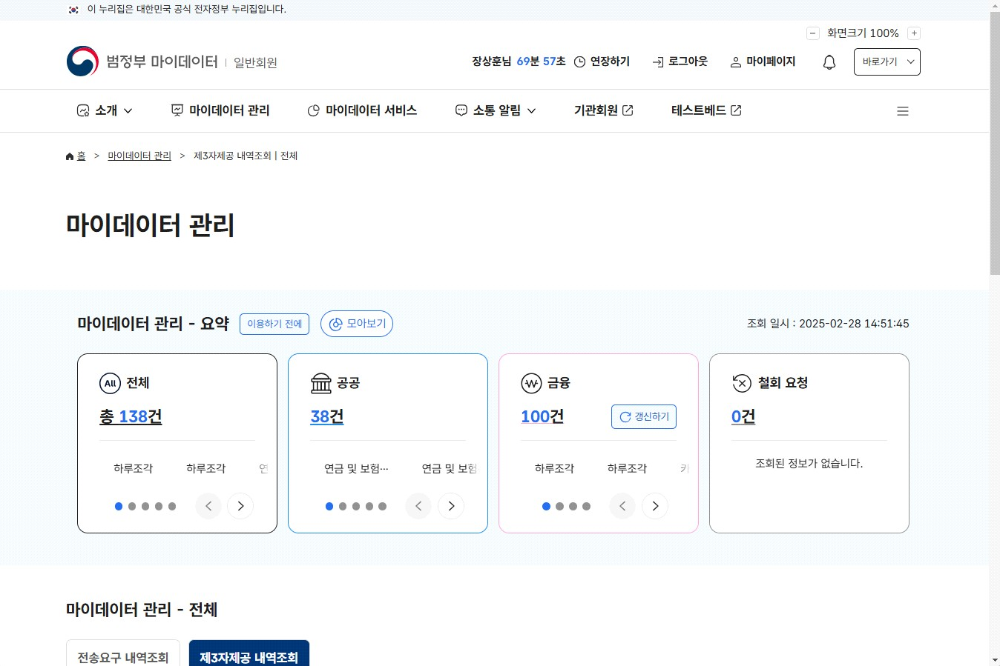 이 누리집은 대한민국 공식 전자정부 누리집입니다.
화면크기 100%
범정부 마이데이터 일반회원
장상훈님 69분 57초 연장하기 로그아웃 마이페이지 바로가기
소개 마이데이터 관리 마이데이터 서비스 소통 알림 기관회원 테스트베드
홈 > 마이데이터 관리 > 제3자제공 내역조회 | 전체
마이데이터 관리
마이데이터 관리 - 요약 이용하기 전에 모아보기 조회 일시 : 2025-02-28 14:51:45
All 전체
총 138건
하루조각 하루조각 연
공공
38건
연금 및 보험··· 연금 및 보험
금융
100건 갱신하기
하루조각 하루조각 카
철회 요청
0건
조회된 정보가 없습니다.
마이데이터 관리 - 전체
전송요구 내역조회 제3자제공 내역조회